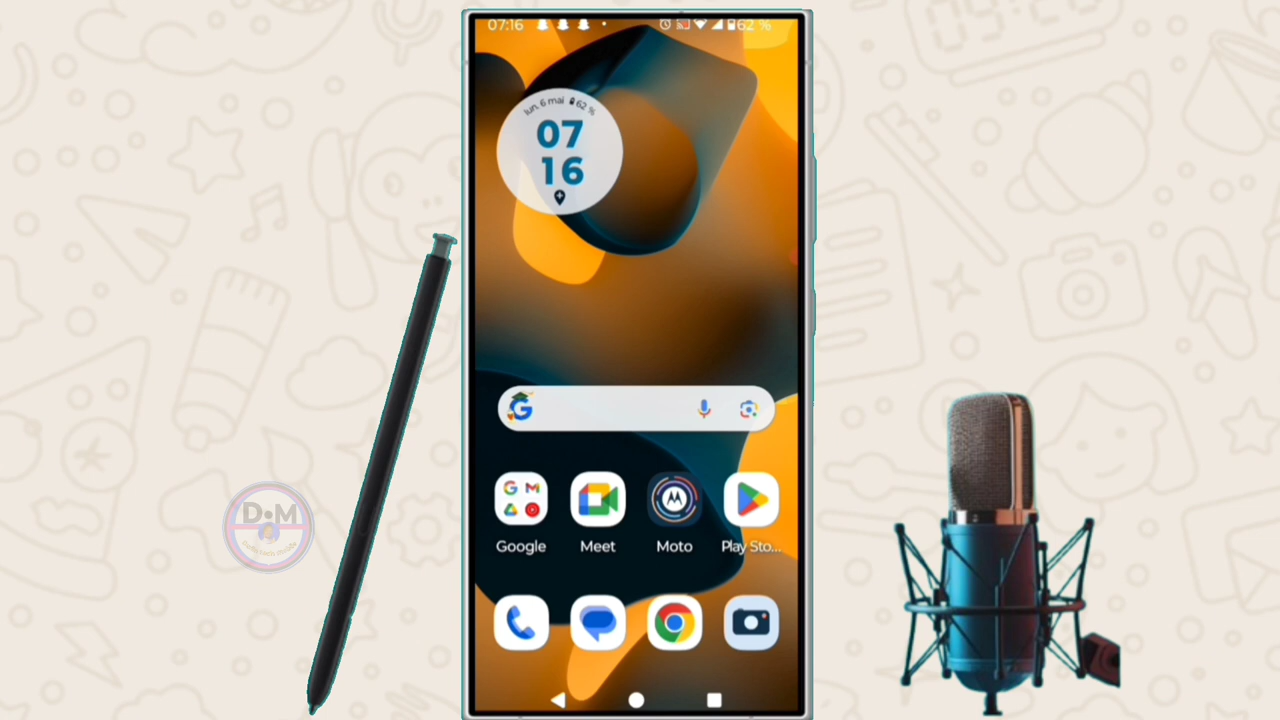 07:16
62 %
lun. 6 mai 62 %
07
16
Google
Meet
Moto
Play Sto...
D•M